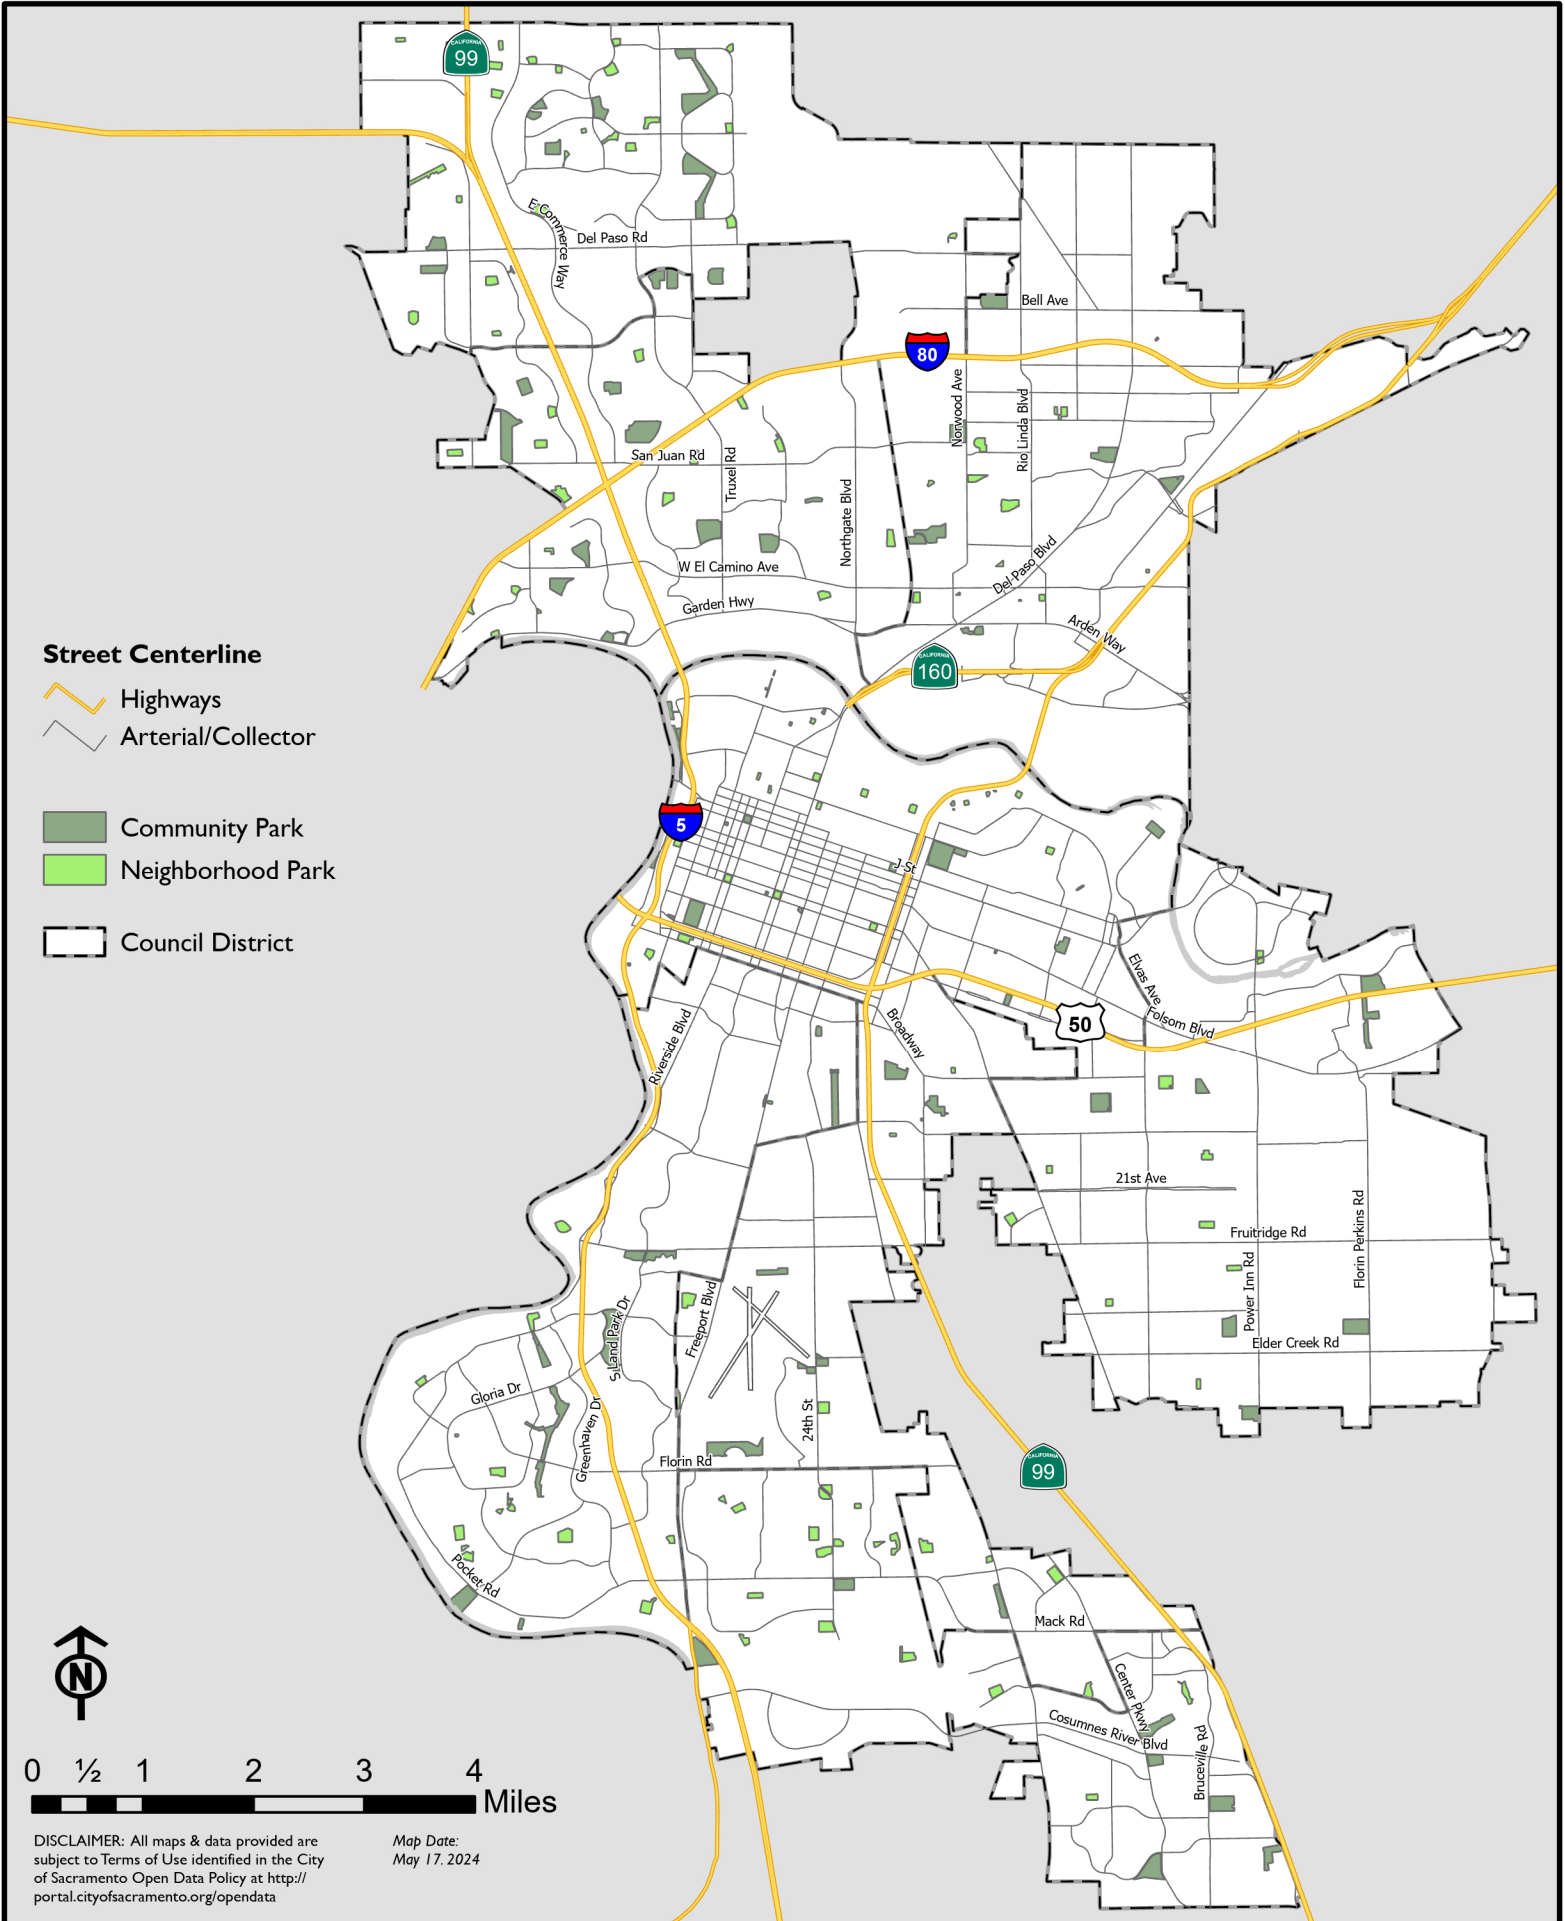 CALIFORNIA
99
E Commerce Way
Del Paso Rd
Bell Ave
80
Norwood Ave
Rio Linda Blvd
San Juan Rd
Truxel Rd
Northgate Blvd
Del Paso Blvd
W El Camino Ave
Garden Hwy
Arden Way
CALIFORNIA
160
Street Centerline
Highways
Arterial/Collector
Community Park
Neighborhood Park
Council District
5
J St
Elvas Ave
Folsom Blvd
50
Broadway
Riverside Blvd
21st Ave
Fruitridge Rd
Florin Perkins Rd
Power Inn Rd
Elder Creek Rd
Freeport Blvd
S Land Park Dr
Gloria Dr
Greenhaven Dr
24th St
Florin Rd
CALIFORNIA
99
Pocket Rd
Mack Rd
Center Pkwy
Cosumnes River Blvd
Bruceville Rd
N
0 ½ 1 2 3 4
Miles
DISCLAIMER: All maps & data provided are
subject to Terms of Use identified in the City
of Sacramento Open Data Policy at http://
portal.cityofsacramento.org/opendata
Map Date:
May 17. 2024